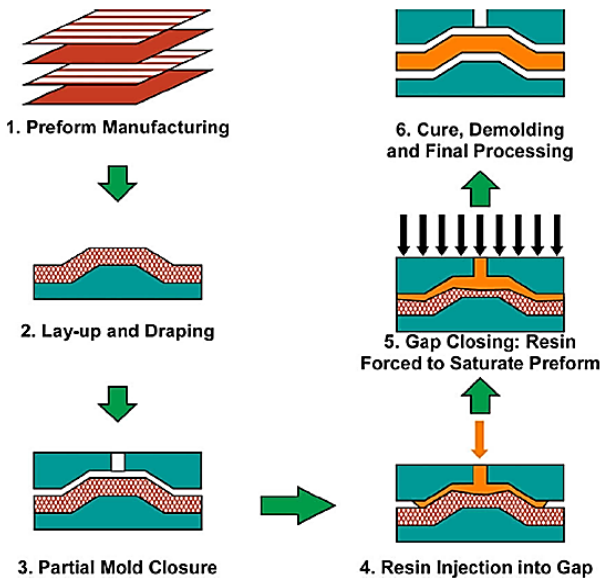 1. Preform Manufacturing
2. Lay-up and Draping
3. Partial Mold Closure
4. Resin Injection into Gap
5. Gap Closing: Resin
Forced to Saturate Preform
6. Cure, Demolding
and Final Processing